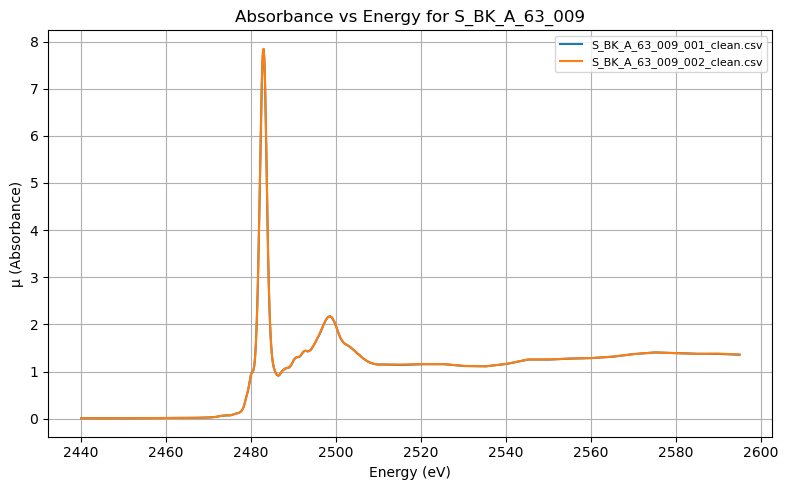 Absorbance vs Energy for S_BK_A_63_009
S_BK_A_63_009_001_clean.csv
S_BK_A_63_009_002_clean.csv
8
7
6
5
4
3
2
1
0
μ (Absorbance)
2440 2460 2480 2500 2520 2540 2560 2580 2600
Energy (eV)